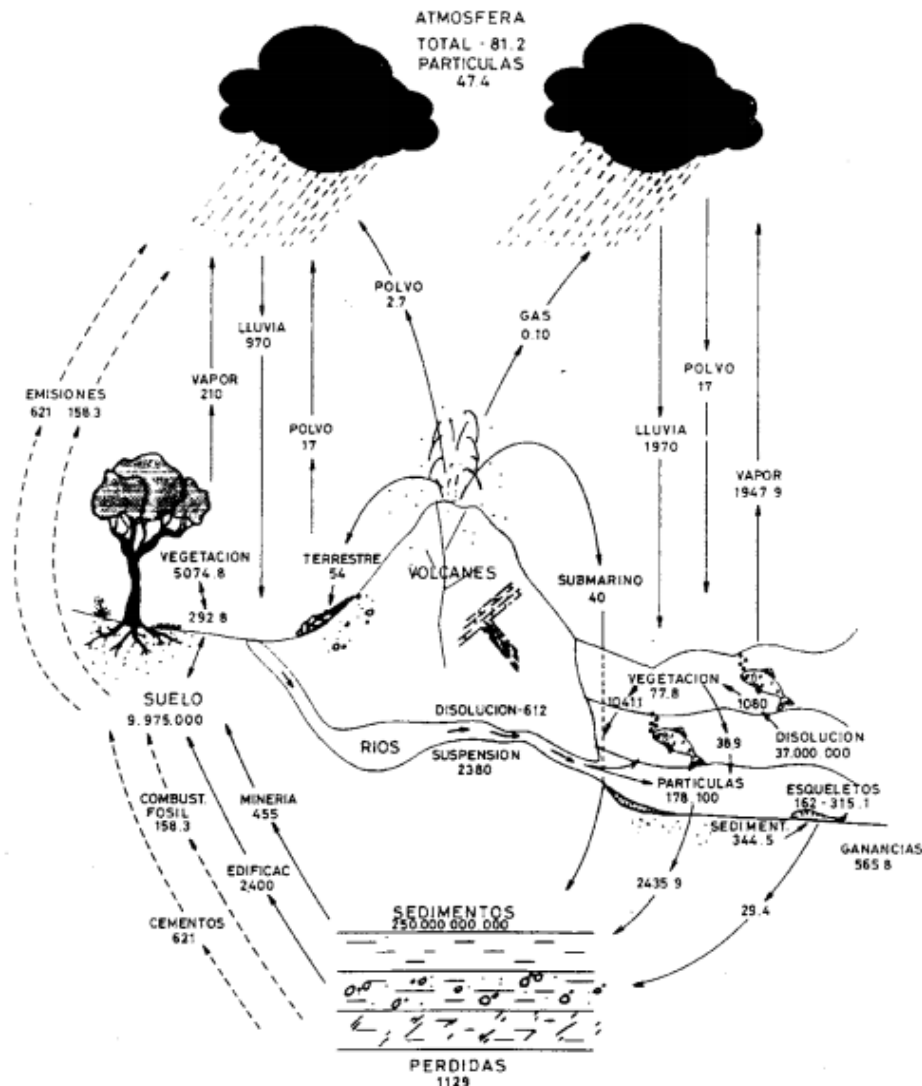 ATMOSFERA
TOTAL - 81.2
PARTICULAS
47.4
POLVO
2.7
GAS
0.10
LLUVIA
970
VAPOR
210
POLVO
17
EMISIONES
621 158.3
POLVO
17
LLUVIA
1970
VAPOR
1947.9
VEGETACION
5074.8
292.8
TERRESTRE
54
VOLCANES
SUBMARINO
40
SUELO
9.975.000
DISOLUCION-612
RIOS
SUSPENSION
2380
1041.1
VEGETACION
77.8
1080
38.9
DISOLUCION
37.000.000
PARTICULAS
178.100
ESQUELETOS
162-315.1
SEDIMENT.
344.5
GANANCIAS
565.8
COMBUST.
FOSIL
158.3
MINERIA
455
EDIFICAC
2400
CEMENTOS
621
2435.9
29.4
SEDIMENTOS
250.000.000.000
PERDIDAS
1129